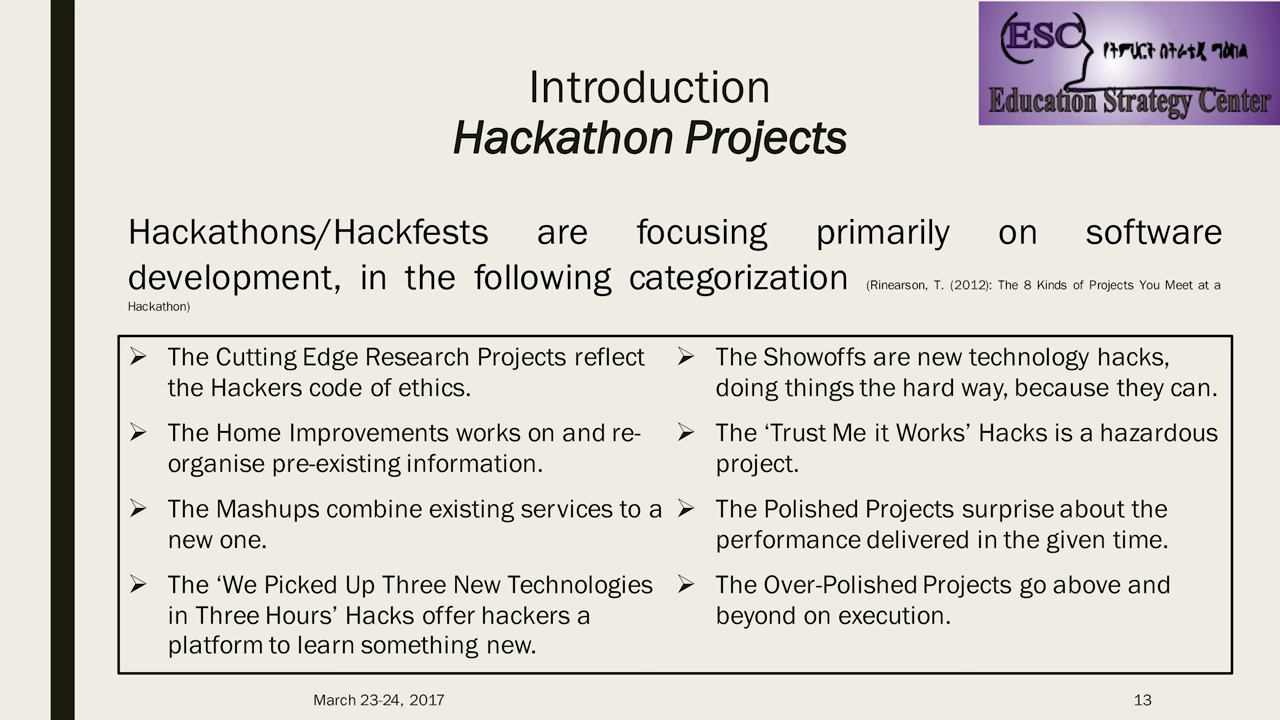 ESC
የትምህርት ስትራቴጂ ማዕከል
Education Strategy Center
Introduction
Hackathon Projects
Hackathons/Hackfests are focusing primarily on software
development, in the following categorization (Rinearson, T. (2012): The 8 Kinds of Projects You Meet at a
Hackathon)
➢ The Cutting Edge Research Projects reflect
the Hackers code of ethics.
➢ The Home Improvements works on and re-
organise pre-existing information.
➢ The Mashups combine existing services to a
new one.
➢ The ‘We Picked Up Three New Technologies
in Three Hours’ Hacks offer hackers a
platform to learn something new.
➢ The Showoffs are new technology hacks,
doing things the hard way, because they can.
➢ The ‘Trust Me it Works’ Hacks is a hazardous
project.
➢ The Polished Projects surprise about the
performance delivered in the given time.
➢ The Over-Polished Projects go above and
beyond on execution.
March 23-24, 2017
13